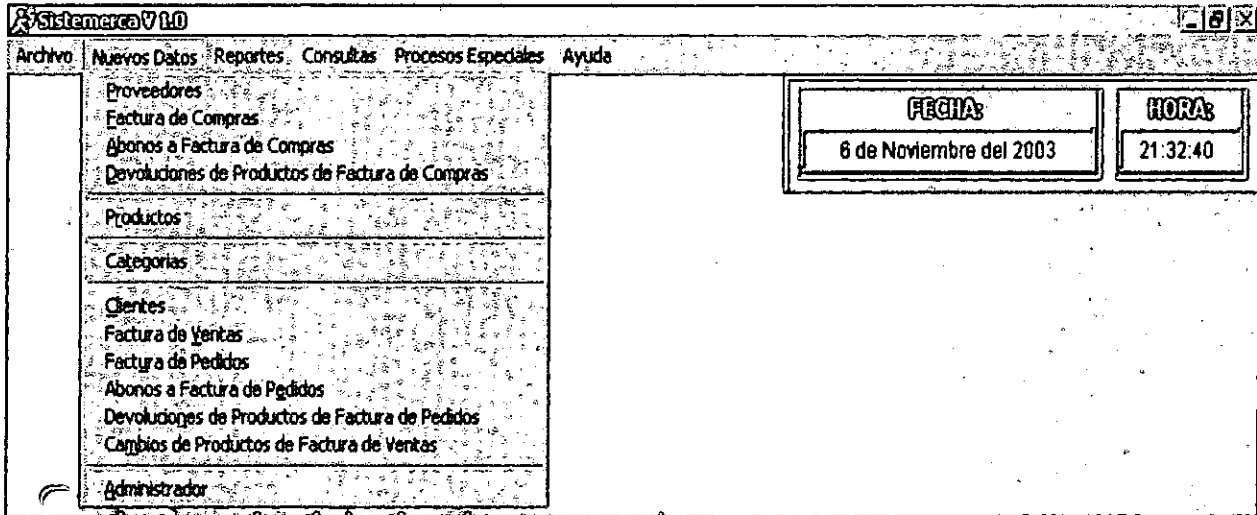 Sistemerca V 1.0
Archivo Nuevos Datos Reportes Consultas Procesos Especiales Ayuda
Proveedores
Factura de Compras
Abonos a Factura de Compras
Devoluciones de Productos de Factura de Compras
Productos
Categorias
Clientes
Factura de Ventas
Factura de Pedidos
Abonos a Factura de Pedidos
Devoluciones de Productos de Factura de Pedidos
Cambios de Productos de Factura de Ventas
Administrador
FECHA: HORA:
6 de Noviembre del 2003 21:32:40